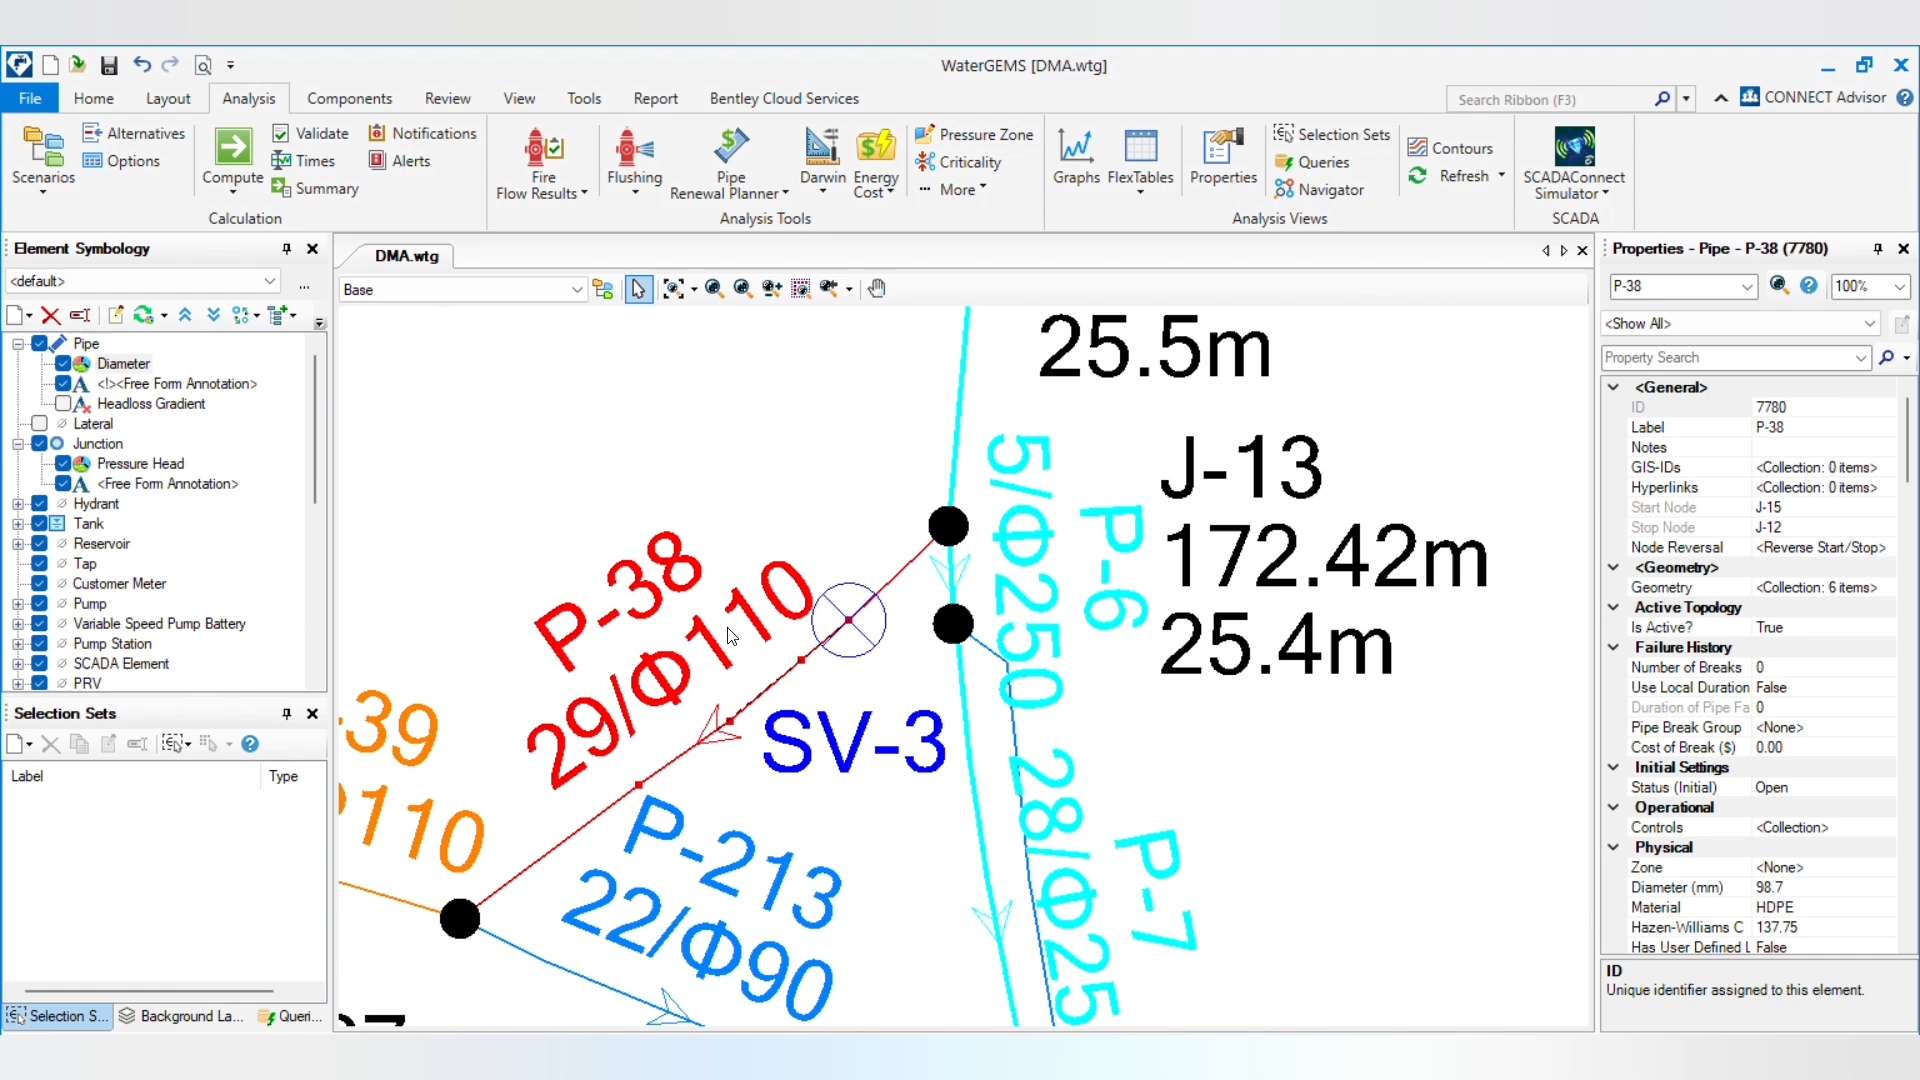 WaterGEMS [DMA.wtg]
File Home Layout Analysis Components Review View Tools Report Bentley Cloud Services
Search Ribbon (F3)
CONNECT Advisor
Scenarios
Alternatives
Options
Compute
Validate
Times
Summary
Notifications
Alerts
Calculation
Fire
Flow Results
Flushing
Pipe
Renewal Planner
Darwin
Energy
Cost
Pressure Zone
Criticality
More
Analysis Tools
Graphs
FlexTables
Properties
Selection Sets
Queries
Navigator
Contours
Refresh
Analysis Views
SCADAConnect
Simulator
SCADA
Element Symbology
<default>
...
Pipe
Diameter
<!><Free Form Annotation>
Headloss Gradient
Lateral
Junction
Pressure Head
<Free Form Annotation>
Hydrant
Tank
Reservoir
Tap
Customer Meter
Pump
Variable Speed Pump Battery
Pump Station
SCADA Element
PRV
Selection Sets
Label Type
Selection S...
Background La...
Queri...
DMA.wtg
Base
25.5m
J-13
172.42m
25.4m
P-38
29/Φ110
P-6
5/Φ250
SV-3
-39
110
P-213
22/Φ90
P-7
28/Φ25
Properties - Pipe - P-38 (7780)
P-38
100%
<Show All>
Property Search
<General>
ID 7780
Label P-38
Notes
GIS-IDs <Collection: 0 items>
Hyperlinks <Collection: 0 items>
Start Node J-15
Stop Node J-12
Node Reversal <Reverse Start/Stop>
<Geometry>
Geometry <Collection: 6 items>
Active Topology
Is Active? True
Failure History
Number of Breaks 0
Use Local Duration False
Duration of Pipe Fa 0
Pipe Break Group <None>
Cost of Break ($) 0.00
Initial Settings
Status (Initial) Open
Operational
Controls <Collection>
Physical
Zone <None>
Diameter (mm) 98.7
Material HDPE
Hazen-Williams C 137.75
Has User Defined L False
ID
Unique identifier assigned to this element.